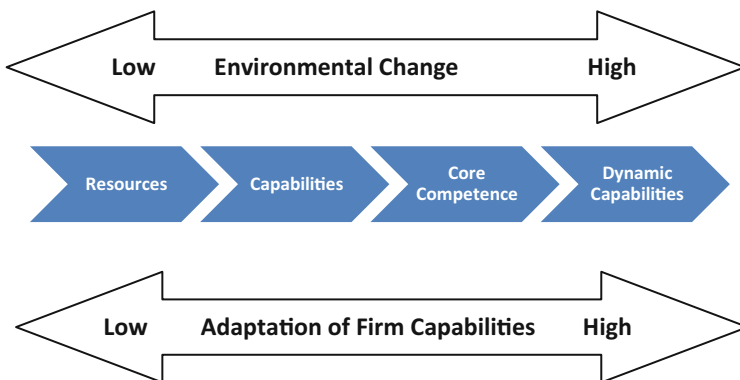 Low Environmental Change High
Resources
Capabilities
Core
Competence
Dynamic
Capabilities
Low Adaptation of Firm Capabilities High